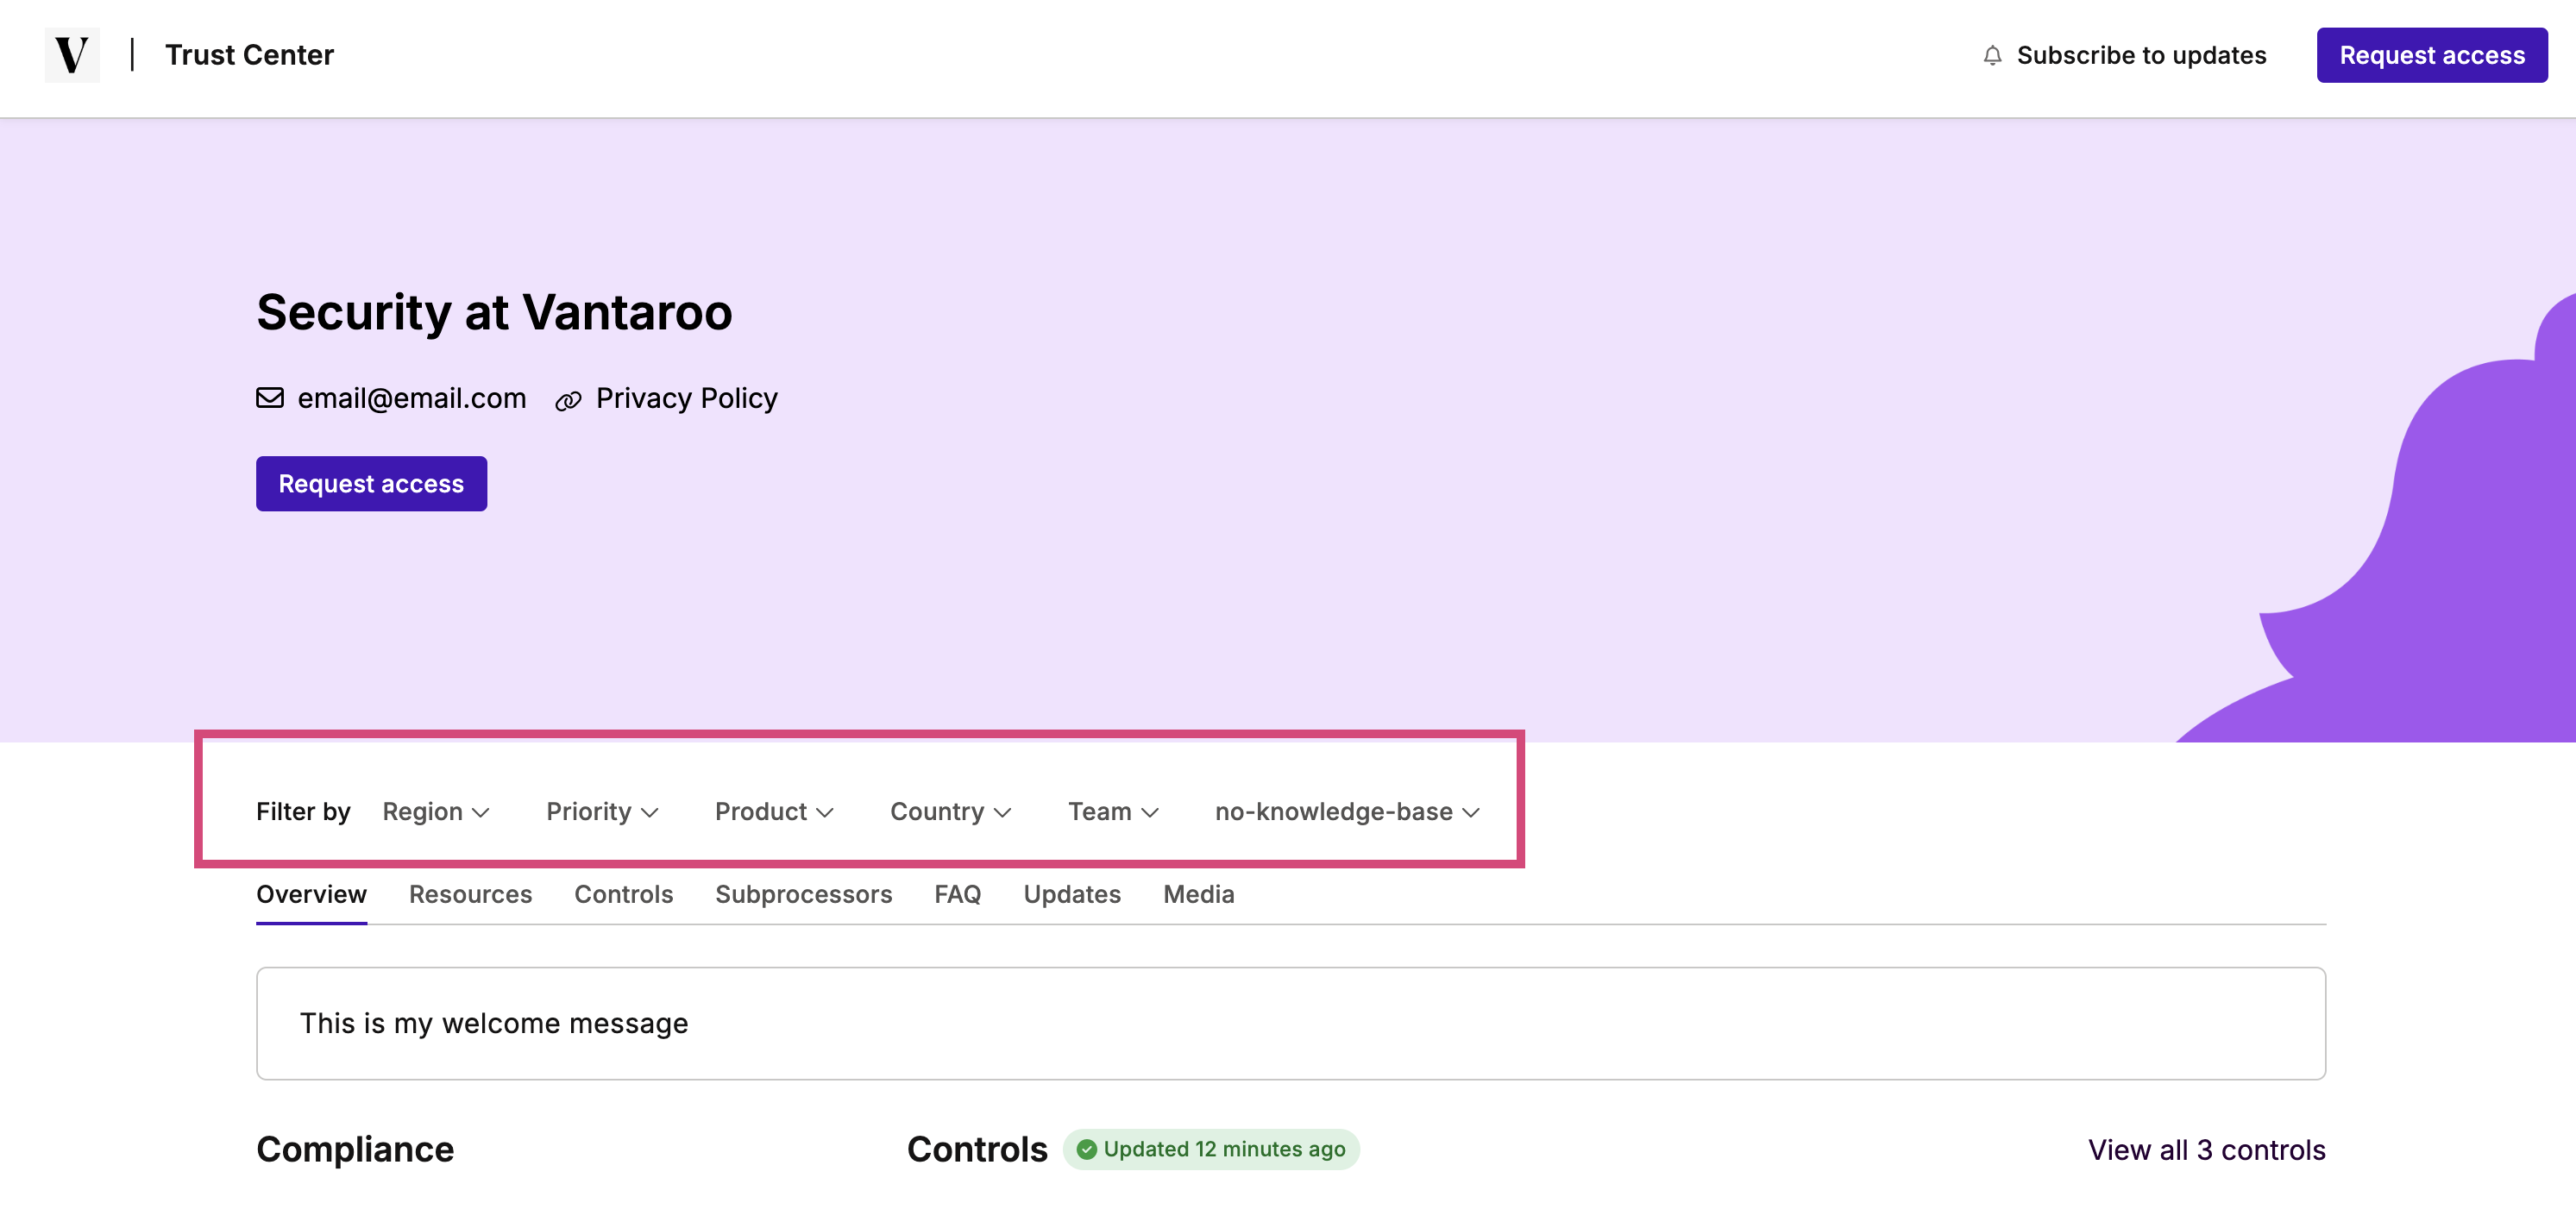 V | Trust Center Subscribe to updates Request access
Security at Vantaroo
email@email.com Privacy Policy
Request access
Filter by Region Priority Product Country Team no-knowledge-base
Overview Resources Controls Subprocessors FAQ Updates Media
This is my welcome message
Compliance Controls Updated 12 minutes ago View all 3 controls